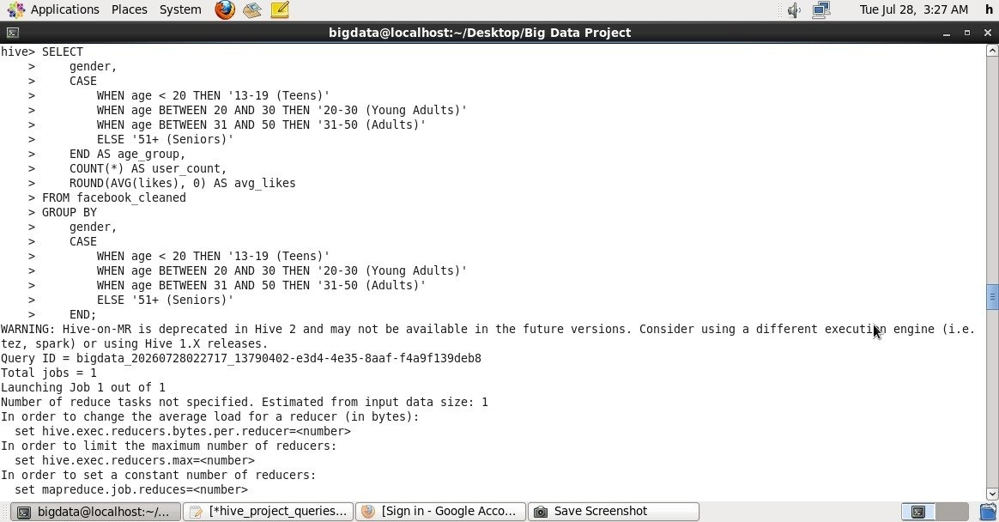 Applications Places System Tue Jul 28, 3:27 AM h
bigdata@localhost:~/Desktop/Big Data Project
hive> SELECT
    >     gender,
    >     CASE
    >         WHEN age < 20 THEN '13-19 (Teens)'
    >         WHEN age BETWEEN 20 AND 30 THEN '20-30 (Young Adults)'
    >         WHEN age BETWEEN 31 AND 50 THEN '31-50 (Adults)'
    >         ELSE '51+ (Seniors)'
    >     END AS age_group,
    >     COUNT(*) AS user_count,
    >     ROUND(AVG(likes), 0) AS avg_likes
    > FROM facebook_cleaned
    > GROUP BY
    >     gender,
    >     CASE
    >         WHEN age < 20 THEN '13-19 (Teens)'
    >         WHEN age BETWEEN 20 AND 30 THEN '20-30 (Young Adults)'
    >         WHEN age BETWEEN 31 AND 50 THEN '31-50 (Adults)'
    >         ELSE '51+ (Seniors)'
    >     END;
WARNING: Hive-on-MR is deprecated in Hive 2 and may not be available in the future versions. Consider using a different execution engine (i.e.
tez, spark) or using Hive 1.X releases.
Query ID = bigdata_20260728022717_13790402-e3d4-4e35-8aaf-f4a9f139deb8
Total jobs = 1
Launching Job 1 out of 1
Number of reduce tasks not specified. Estimated from input data size: 1
In order to change the average load for a reducer (in bytes):
  set hive.exec.reducers.bytes.per.reducer=<number>
In order to limit the maximum number of reducers:
  set hive.exec.reducers.max=<number>
In order to set a constant number of reducers:
  set mapreduce.job.reduces=<number>
bigdata@localhost:~/... [*hive_project_queries... [Sign in - Google Acco... Save Screenshot